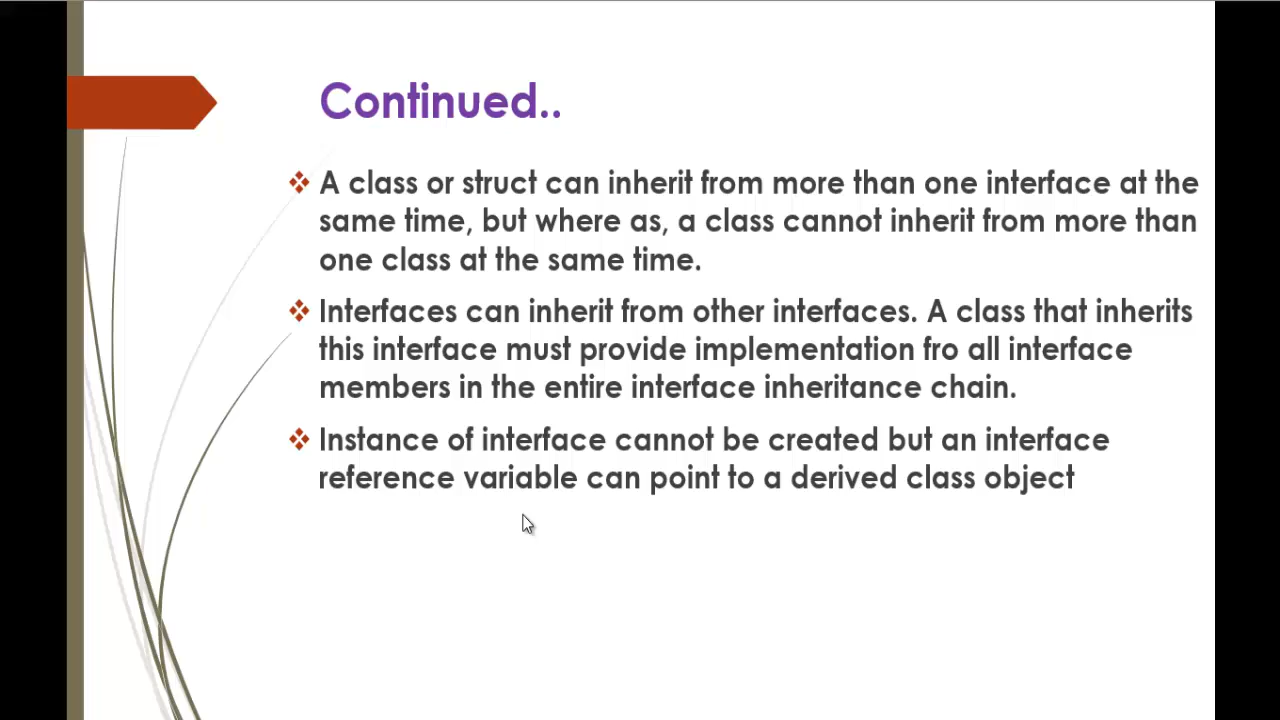 Continued..
A class or struct can inherit from more than one interface at the
same time, but where as, a class cannot inherit from more than
one class at the same time.
Interfaces can inherit from other interfaces. A class that inherits
this interface must provide implementation fro all interface
members in the entire interface inheritance chain.
Instance of interface cannot be created but an interface
reference variable can point to a derived class object